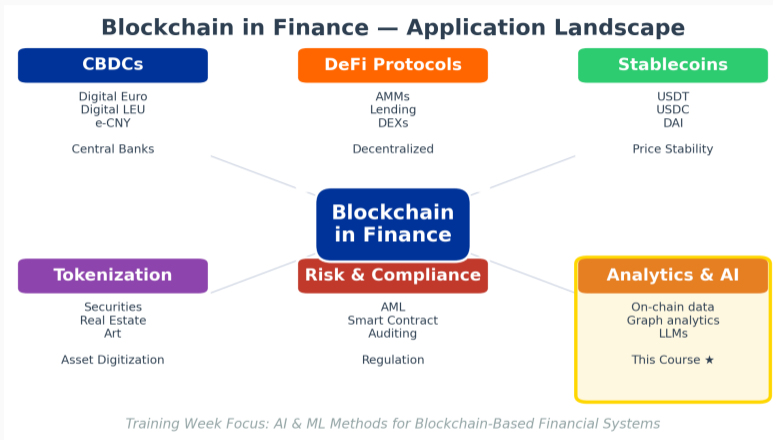 Blockchain in Finance — Application Landscape
CBDCs
Digital Euro
Digital LEU
e-CNY
Central Banks
DeFi Protocols
AMMs
Lending
DEXs
Decentralized
Stablecoins
USDT
USDC
DAI
Price Stability
Blockchain
in Finance
Tokenization
Securities
Real Estate
Art
Asset Digitization
Risk & Compliance
AML
Smart Contract
Auditing
Regulation
Analytics & AI
On-chain data
Graph analytics
LLMs
This Course ★
Training Week Focus: AI & ML Methods for Blockchain-Based Financial Systems